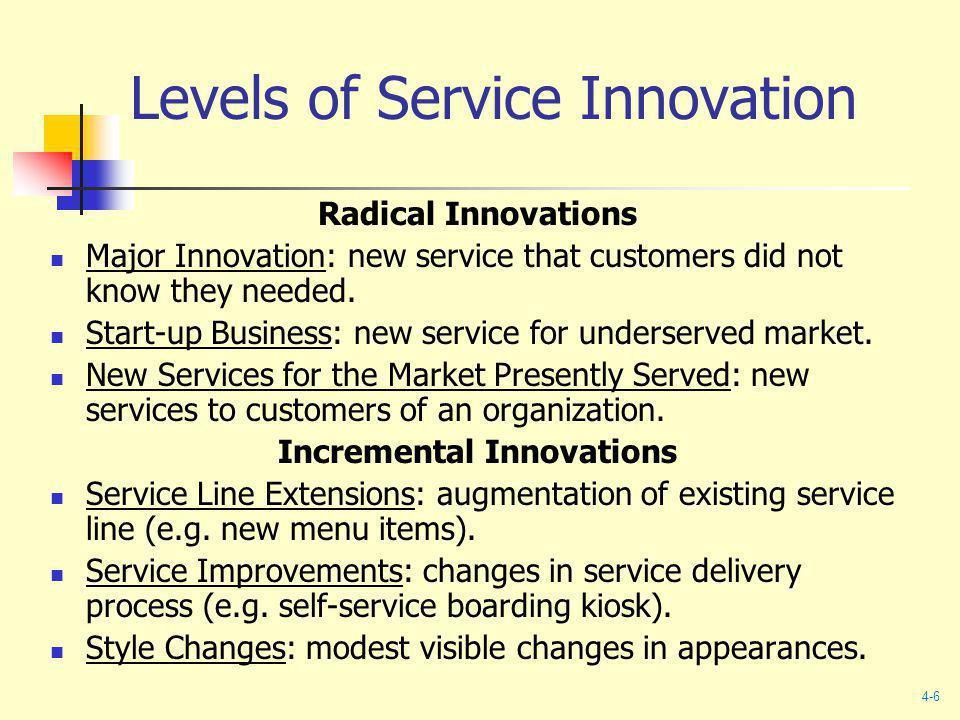 Levels of Service Innovation
Radical Innovations
Major Innovation: new service that customers did not
know they needed.
Start-up Business: new service for underserved market.
New Services for the Market Presently Served: new
services to customers of an organization.
Incremental Innovations
Service Line Extensions: augmentation of existing service
line (e.g. new menu items).
Service Improvements: changes in service delivery
process (e.g. self-service boarding kiosk).
Style Changes: modest visible changes in appearances.
4-6